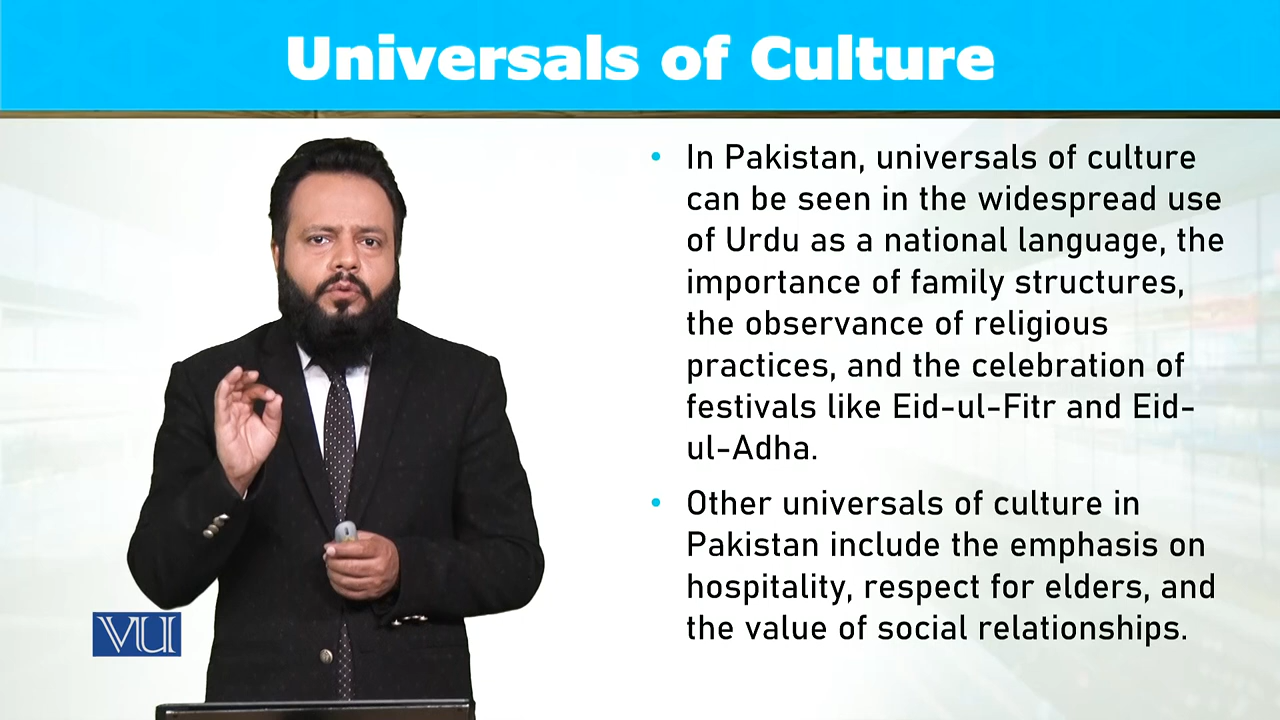 Universals of Culture
• In Pakistan, universals of culture
can be seen in the widespread use
of Urdu as a national language, the
importance of family structures,
the observance of religious
practices, and the celebration of
festivals like Eid-ul-Fitr and Eid-
ul-Adha.
• Other universals of culture in
Pakistan include the emphasis on
hospitality, respect for elders, and
the value of social relationships.
VU